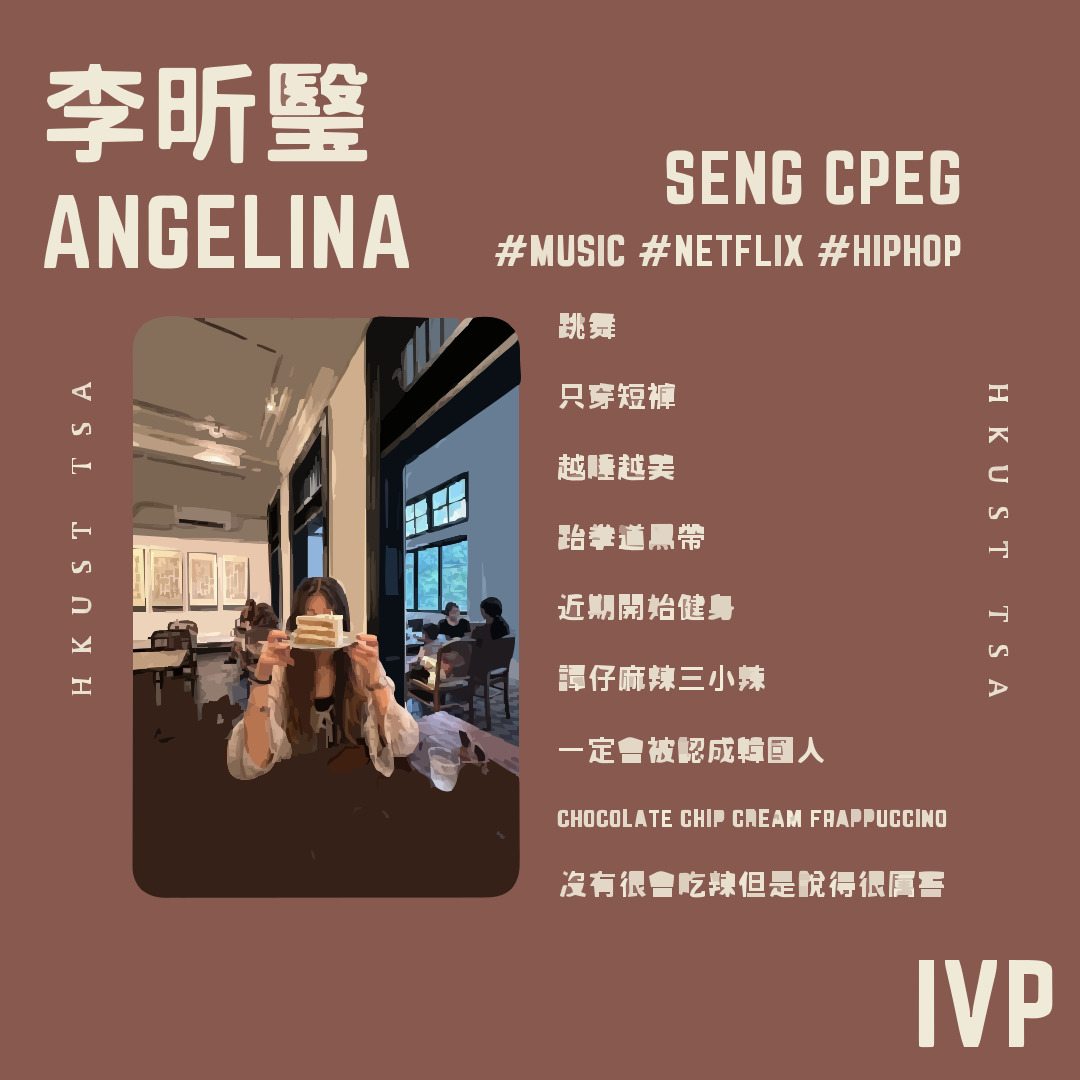 李昕瑿
ANGELINA
SENG CPEG
#MUSIC #NETFLIX #HIPHOP
HKUST TSA
跳舞
只穿短褲
越睡越美
跆拳道黑帶
近期開始健身
譚仔麻辣三小辣
一定會被認成韓國人
CHOCOLATE CHIP CREAM FRAPPUCCINO
沒有很會吃辣但是說得很厲害
HKUST TSA
IVP